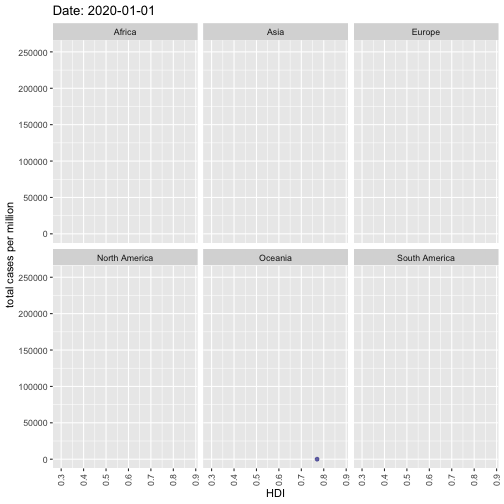 Date: 2020-01-01
Africa
Asia
Europe
250000
200000
150000
100000
50000
0
total cases per million
North America
Oceania
South America
250000
200000
150000
100000
50000
0
0.3 0.4 0.5 0.6 0.7 0.8 0.9
0.3 0.4 0.5 0.6 0.7 0.8 0.9
0.3 0.4 0.5 0.6 0.7 0.8 0.9
HDI